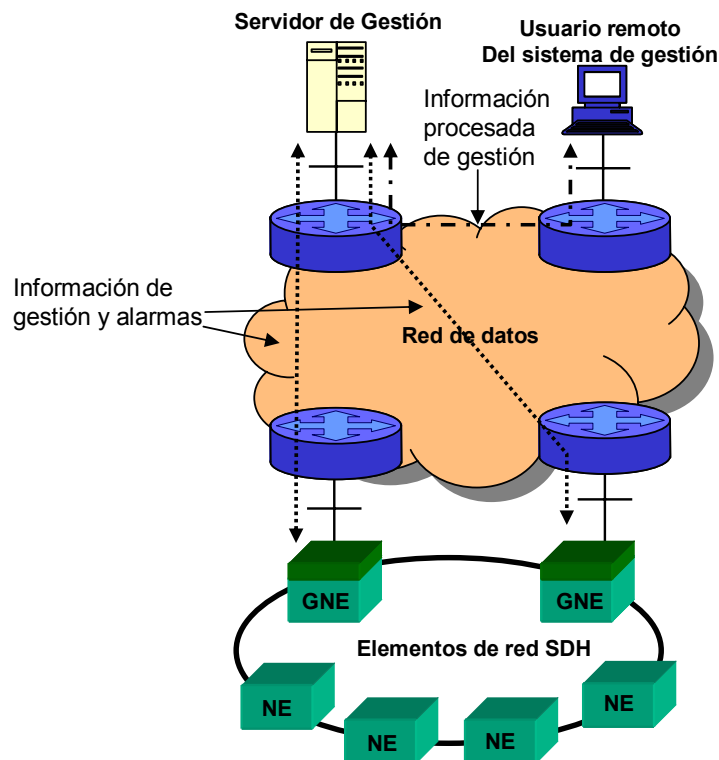 Servidor de Gestión
Usuario remoto
Del sistema de gestión
Información
procesada
de gestión
Información de
gestión y alarmas
Red de datos
GNE
GNE
Elementos de red SDH
NE
NE
NE
NE